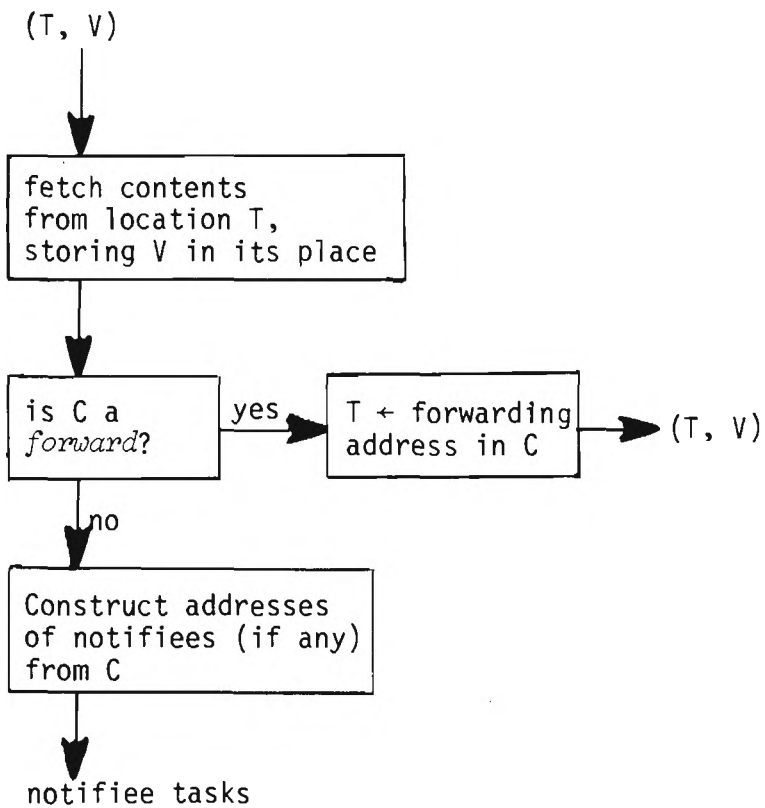 (T, V)
fetch contents
from location T,
storing V in its place
is C a
forward?
yes
T ← forwarding
address in C
(T, V)
no
Construct addresses
of notifiees (if any)
from C
notifiee tasks